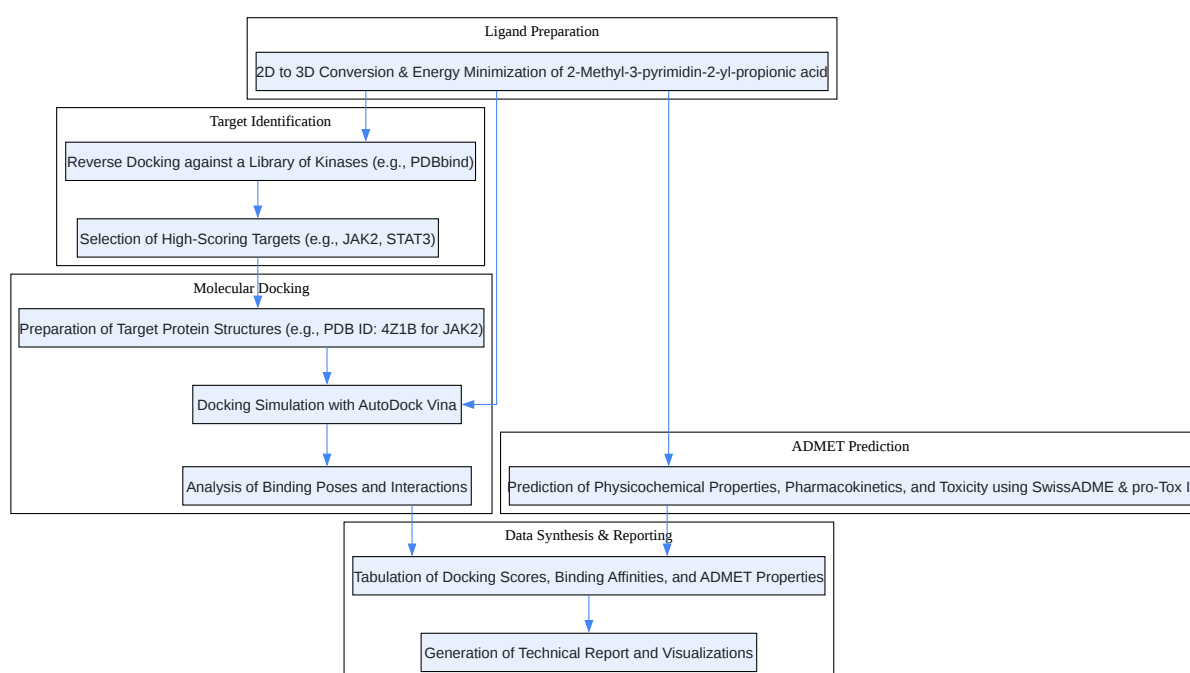 Ligand Preparation
2D to 3D Conversion & Energy Minimization of 2-Methyl-3-pyrimidin-2-yl-propionic acid
Target Identification
Reverse Docking against a Library of Kinases (e.g., PDBbind)
Selection of High-Scoring Targets (e.g., JAK2, STAT3)
Molecular Docking
Preparation of Target Protein Structures (e.g., PDB ID: 4Z1B for JAK2)
Docking Simulation with AutoDock Vina
Analysis of Binding Poses and Interactions
ADMET Prediction
Prediction of Physicochemical Properties, Pharmacokinetics, and Toxicity using SwissADME & pro-Tox
Data Synthesis & Reporting
Tabulation of Docking Scores, Binding Affinities, and ADMET Properties
Generation of Technical Report and Visualizations